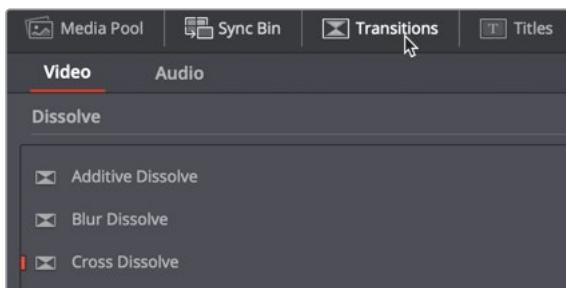 Media Pool Sync Bin Transitions T Titles
Video Audio
Dissolve
Additive Dissolve
Blur Dissolve
Cross Dissolve